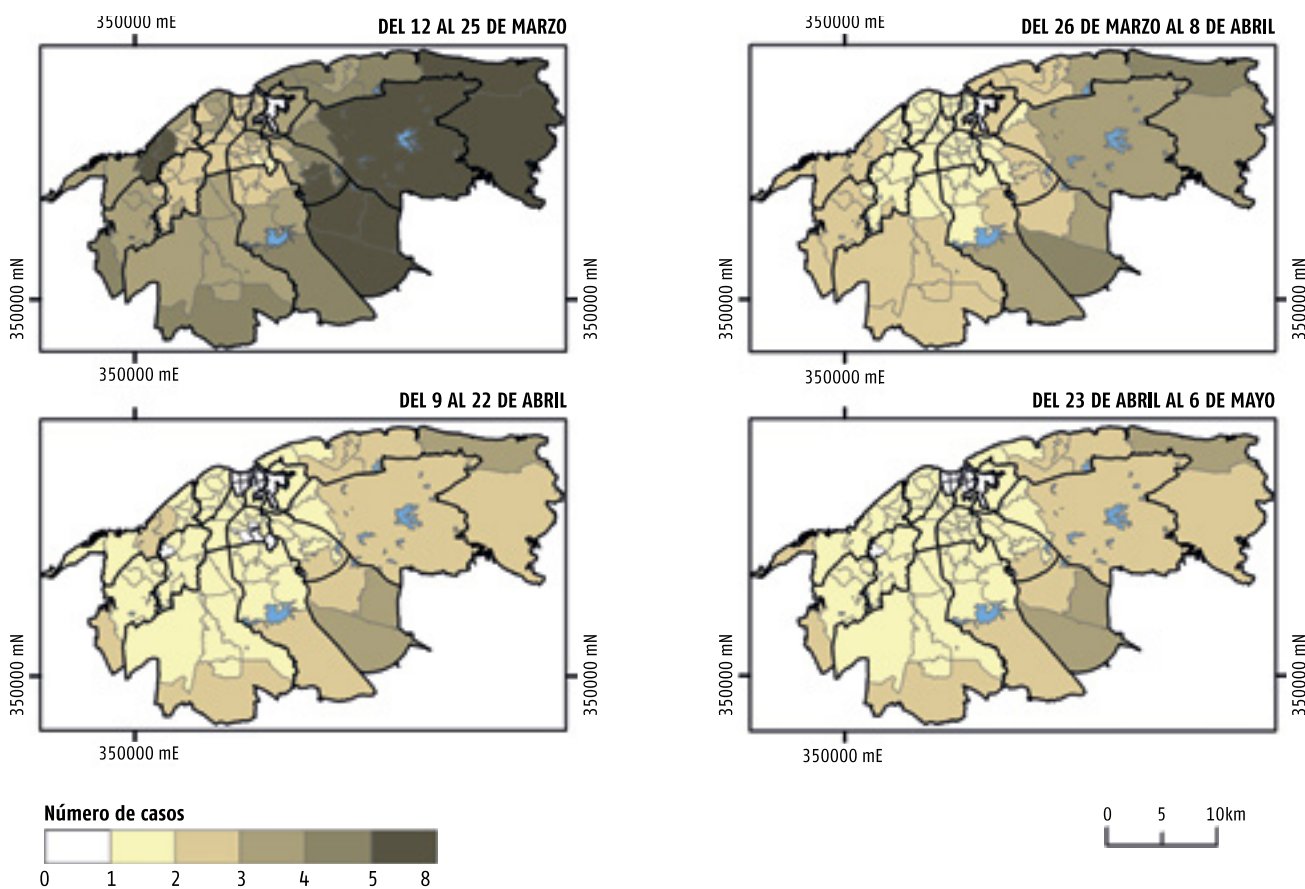 350000 mE
DEL 12 AL 25 DE MARZO
350000 mN
350000 mN
350000 mE
350000 mE
DEL 26 DE MARZO AL 8 DE ABRIL
350000 mN
350000 mN
350000 mE
DEL 9 AL 22 DE ABRIL
350000 mN
350000 mN
350000 mE
DEL 23 DE ABRIL AL 6 DE MAYO
350000 mN
350000 mN
350000 mE
Número de casos
0 1 2 3 4 5 8
0 5 10km